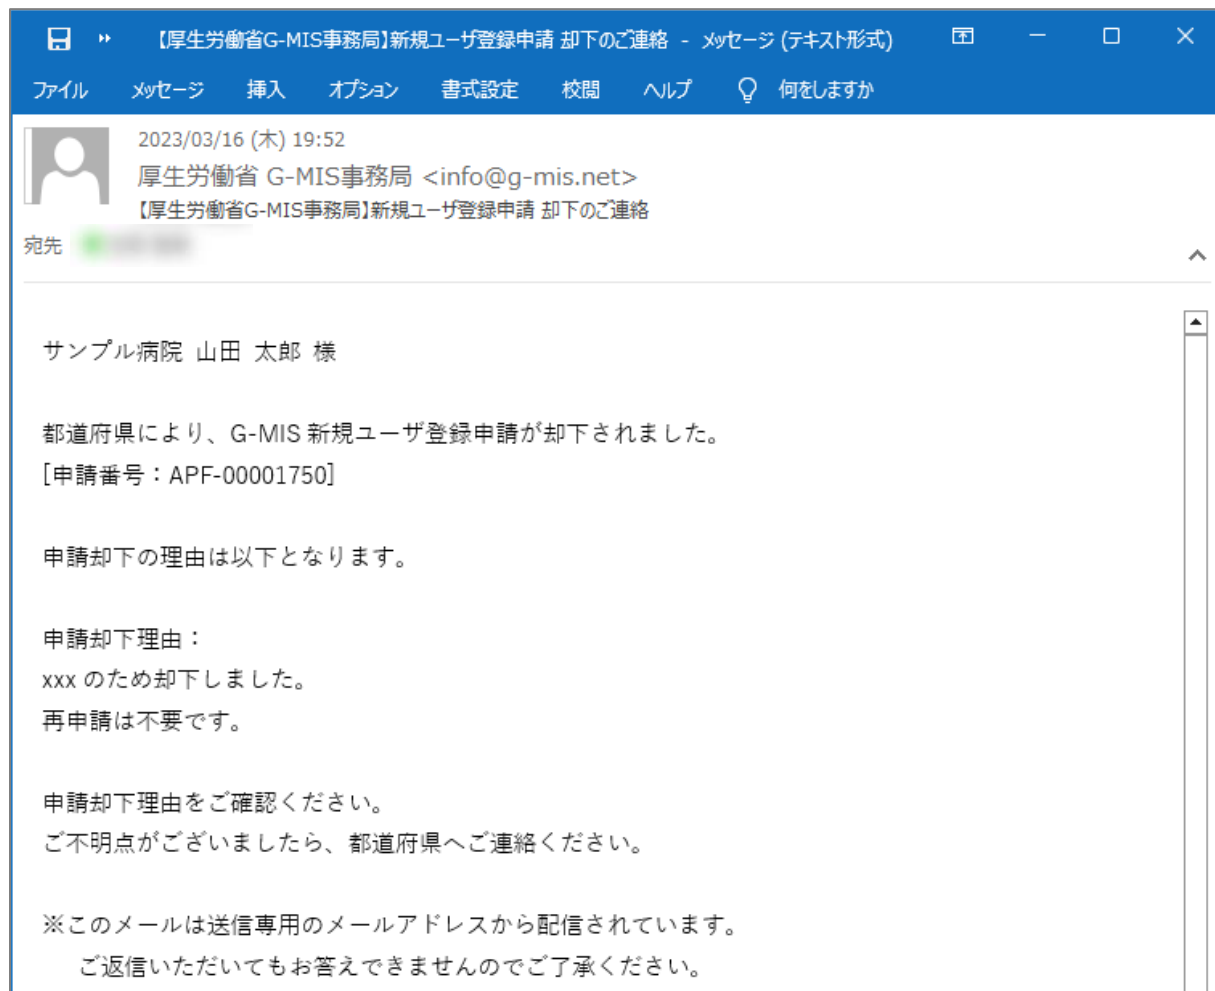 【厚生労働省G-MIS事務局】新規ユーザ登録申請 却下のご連絡 - メッセージ (テキスト形式)
ファイル メッセージ 挿入 オプション 書式設定 校閲 ヘルプ 何をしますか
2023/03/16 (木) 19:52
厚生労働省 G-MIS事務局 <info@g-mis.net>
【厚生労働省G-MIS事務局】新規ユーザ登録申請 却下のご連絡
宛先
サンプル病院 山田 太郎 様
都道府県により、G-MIS 新規ユーザ登録申請が却下されました。
[申請番号：APF-00001750]
申請却下の理由は以下となります。
申請却下理由：
xxx のため却下しました。
再申請は不要です。
申請却下理由をご確認ください。
ご不明点がございましたら、都道府県へご連絡ください。
※このメールは送信専用のメールアドレスから配信されています。
ご返信いただいてもお答えできませんのでご了承ください。